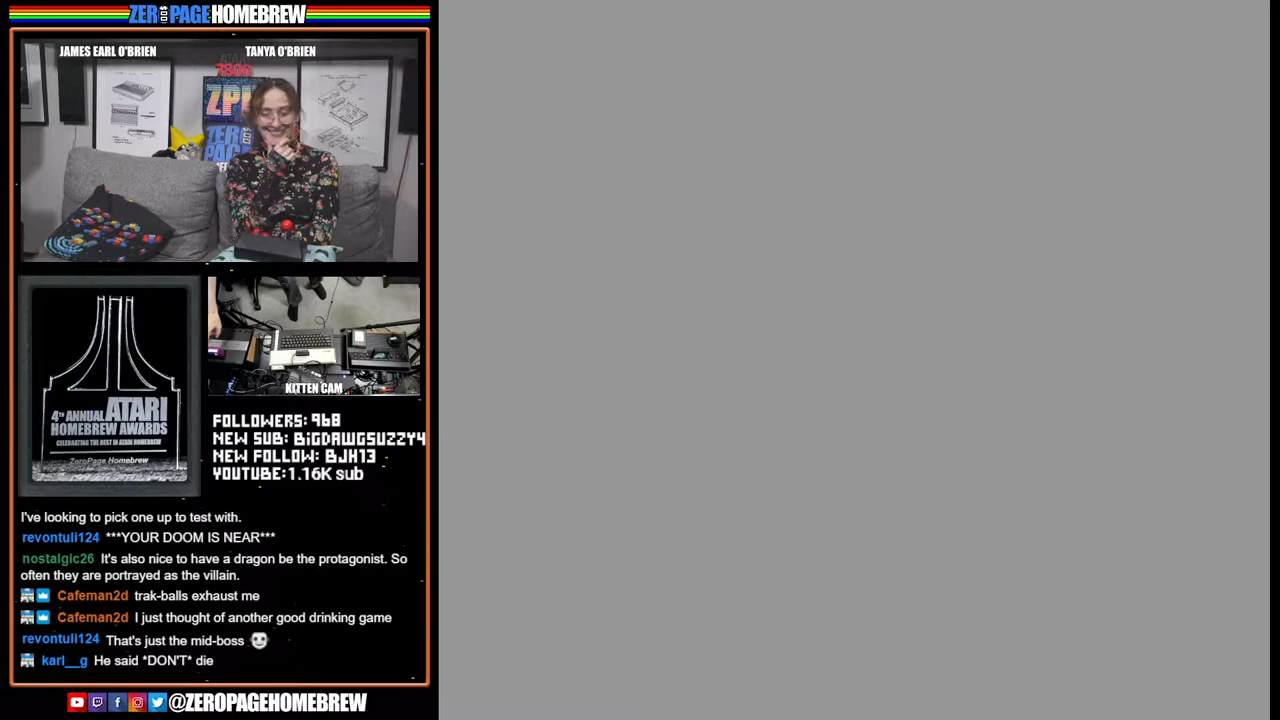 ZEROPAGE HOMEBREW
JAMES EARL O'BRIEN
TANYA O'BRIEN
ATARI
7800
4TH ANNUAL ATARI
HOMEBREW AWARDS
CELEBRATING THE BEST IN ATARI HOMEBREW
ZeroPage Homebrew
KITTEN CAM
FOLLOWERS: 968
NEW SUB: BiGDAWGSUZZY4
NEW FOLLOW: BJH13
YOUTUBE:1.16K sub
I've looking to pick one up to test with.
revontuli124 ***YOUR DOOM IS NEAR***
nostalgic26 It's also nice to have a dragon be the protagonist. So
often they are portrayed as the villain.
Cafeman2d trak-balls exhaust me
Cafeman2d I just thought of another good drinking game
revontuli124 That's just the mid-boss
karl__g He said *DON'T* die
@ZEROPAGEHOMEBREW